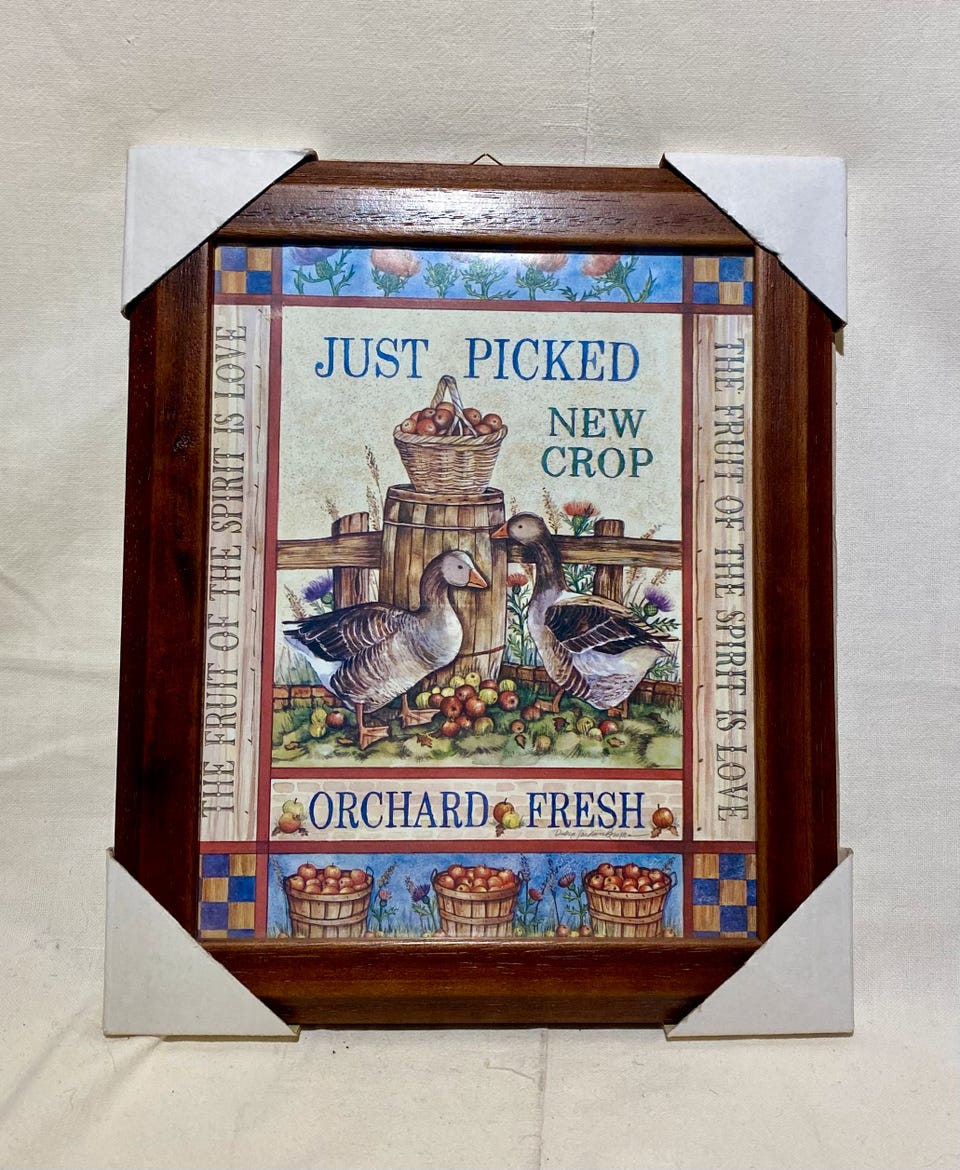 JUST PICKED
NEW
CROP
THE FRUIT OF THE SPIRIT IS LOVE
THE FRUIT OF THE SPIRIT IS LOVE
ORCHARD FRESH